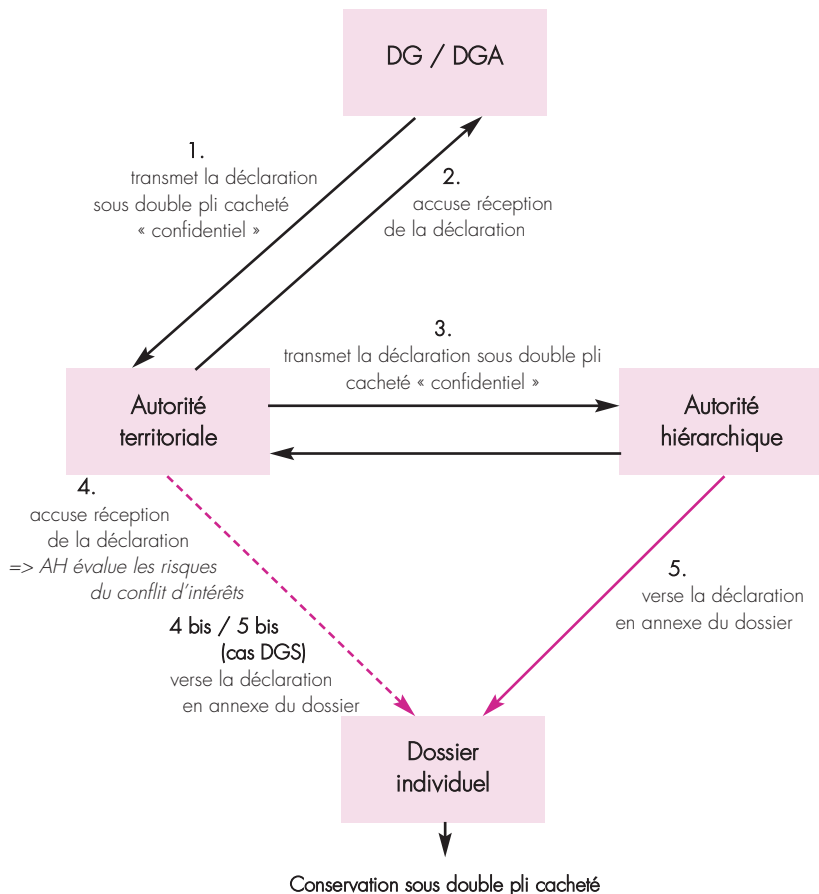 DG / DGA
1.
transmet la déclaration
sous double pli cacheté
« confidentiel »
2.
accuse réception
de la déclaration
3.
transmet la déclaration sous double pli
cacheté « confidentiel »
Autorité
territoriale
Autorité
hiérarchique
4.
accuse réception
de la déclaration
=> AH évalue les risques
du conflit d’intérêts
4 bis / 5 bis
(cas DGS)
verse la déclaration
en annexe du dossier
5.
verse la déclaration
en annexe du dossier
Dossier
individuel
Conservation sous double pli cacheté